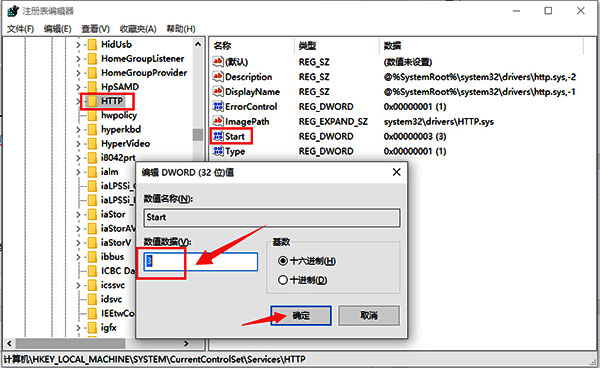 注册表编辑器
文件(F) 编辑(E) 查看(V) 收藏夹(A) 帮助(H)
HidUsb
HomeGroupListener
HomeGroupProvider
HpSAMD
HTTP
hwpolicy
hyperkbd
HyperVideo
i8042prt
ialm
iaLPSSi_
iaLPSSi_
iaStor
iaStorAV
iaStorV
ibbus
ICBC Da
icssvc
idsvc
IEEtwCo
igfx
名称 类型 数据
(默认) REG_SZ (数值未设置)
Description REG_SZ @%SystemRoot%\system32\drivers\http.sys,-2
DisplayName REG_SZ @%SystemRoot%\system32\drivers\http.sys,-1
ErrorControl REG_DWORD 0x00000001 (1)
ImagePath REG_EXPAND_SZ system32\drivers\HTTP.sys
Start REG_DWORD 0x00000003 (3)
Type REG_DWORD 0x00000001 (1)
编辑 DWORD (32 位)值
数值名称(N):
Start
数值数据(V):
3
基数
十六进制(H)
十进制(D)
确定 取消
计算机\HKEY_LOCAL_MACHINE\SYSTEM\CurrentControlSet\Services\HTTP